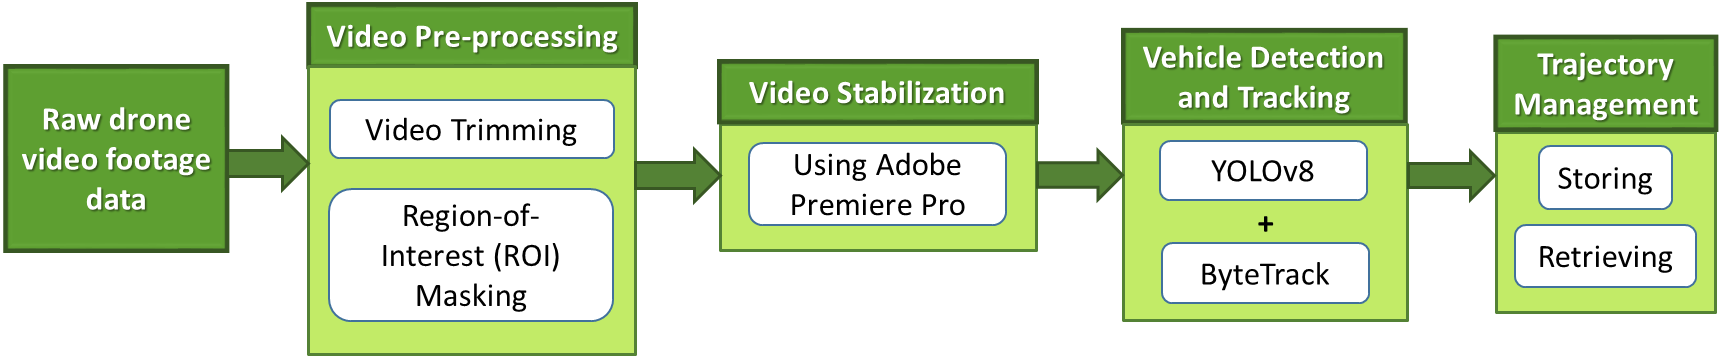 Raw drone
video footage
data
Video Pre-processing
Video Trimming
Region-of-
Interest (ROI)
Masking
Video Stabilization
Using Adobe
Premiere Pro
Vehicle Detection
and Tracking
YOLOv8
+
ByteTrack
Trajectory
Management
Storing
Retrieving